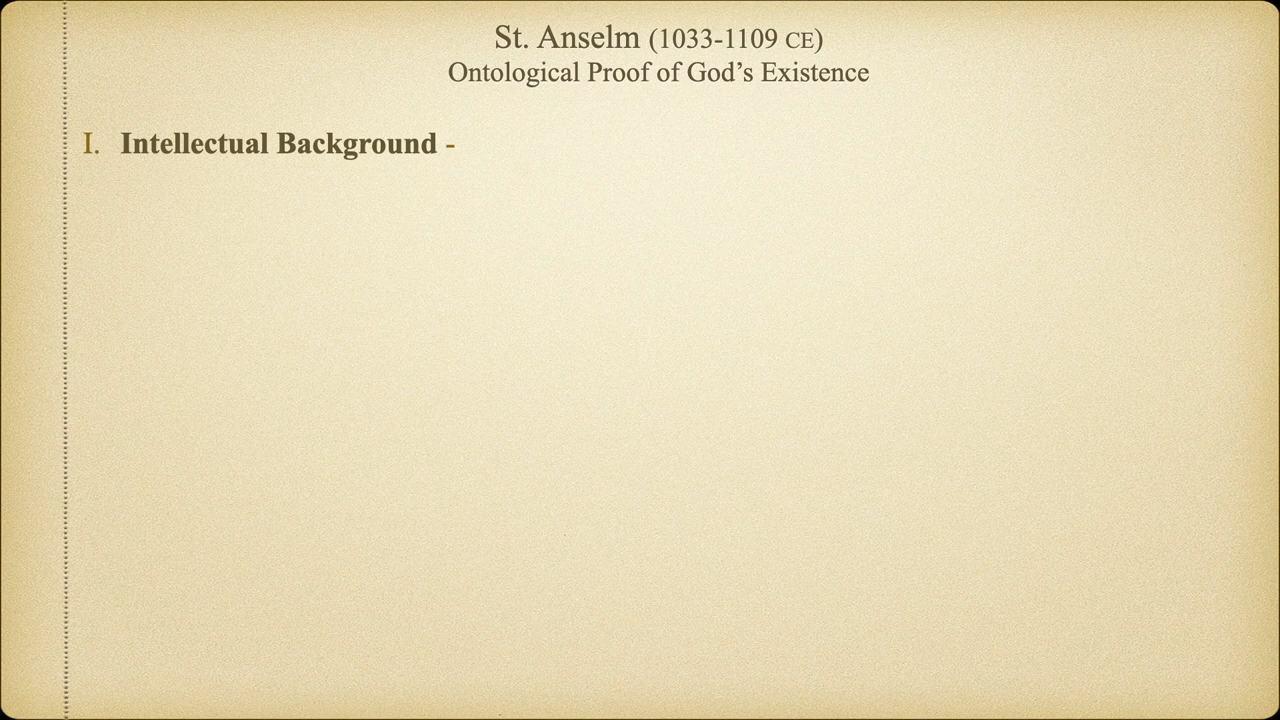 St. Anselm (1033-1109 CE)
Ontological Proof of God’s Existence
I. Intellectual Background -